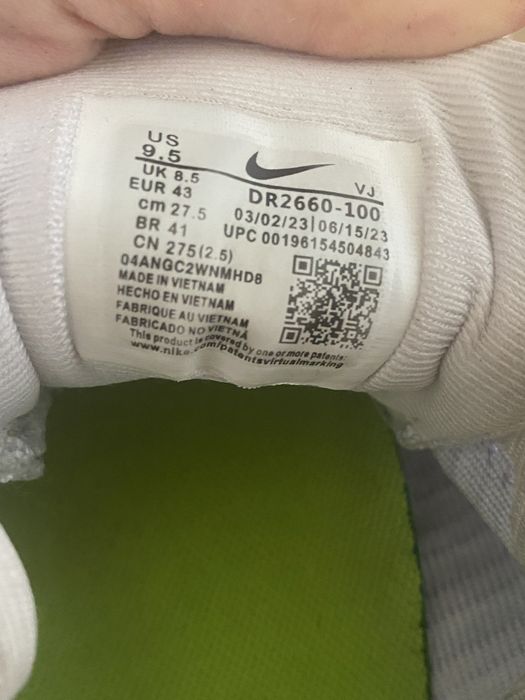 US
9.5
UK 8.5
EUR 43
cm 27.5
BR 41
CN 275(2.5)
VJ
DR2660-100
03/02/23|06/15/23
UPC 00196154504843
04ANGC2WNMHD8
MADE IN VIETNAM
HECHO EN VIETNAM
FABRIQUE AU VIETNAM
FABRICADO NO VIETNÃ
This product is covered by one or more patents:
www.nike.com/patentsvirtualmarking